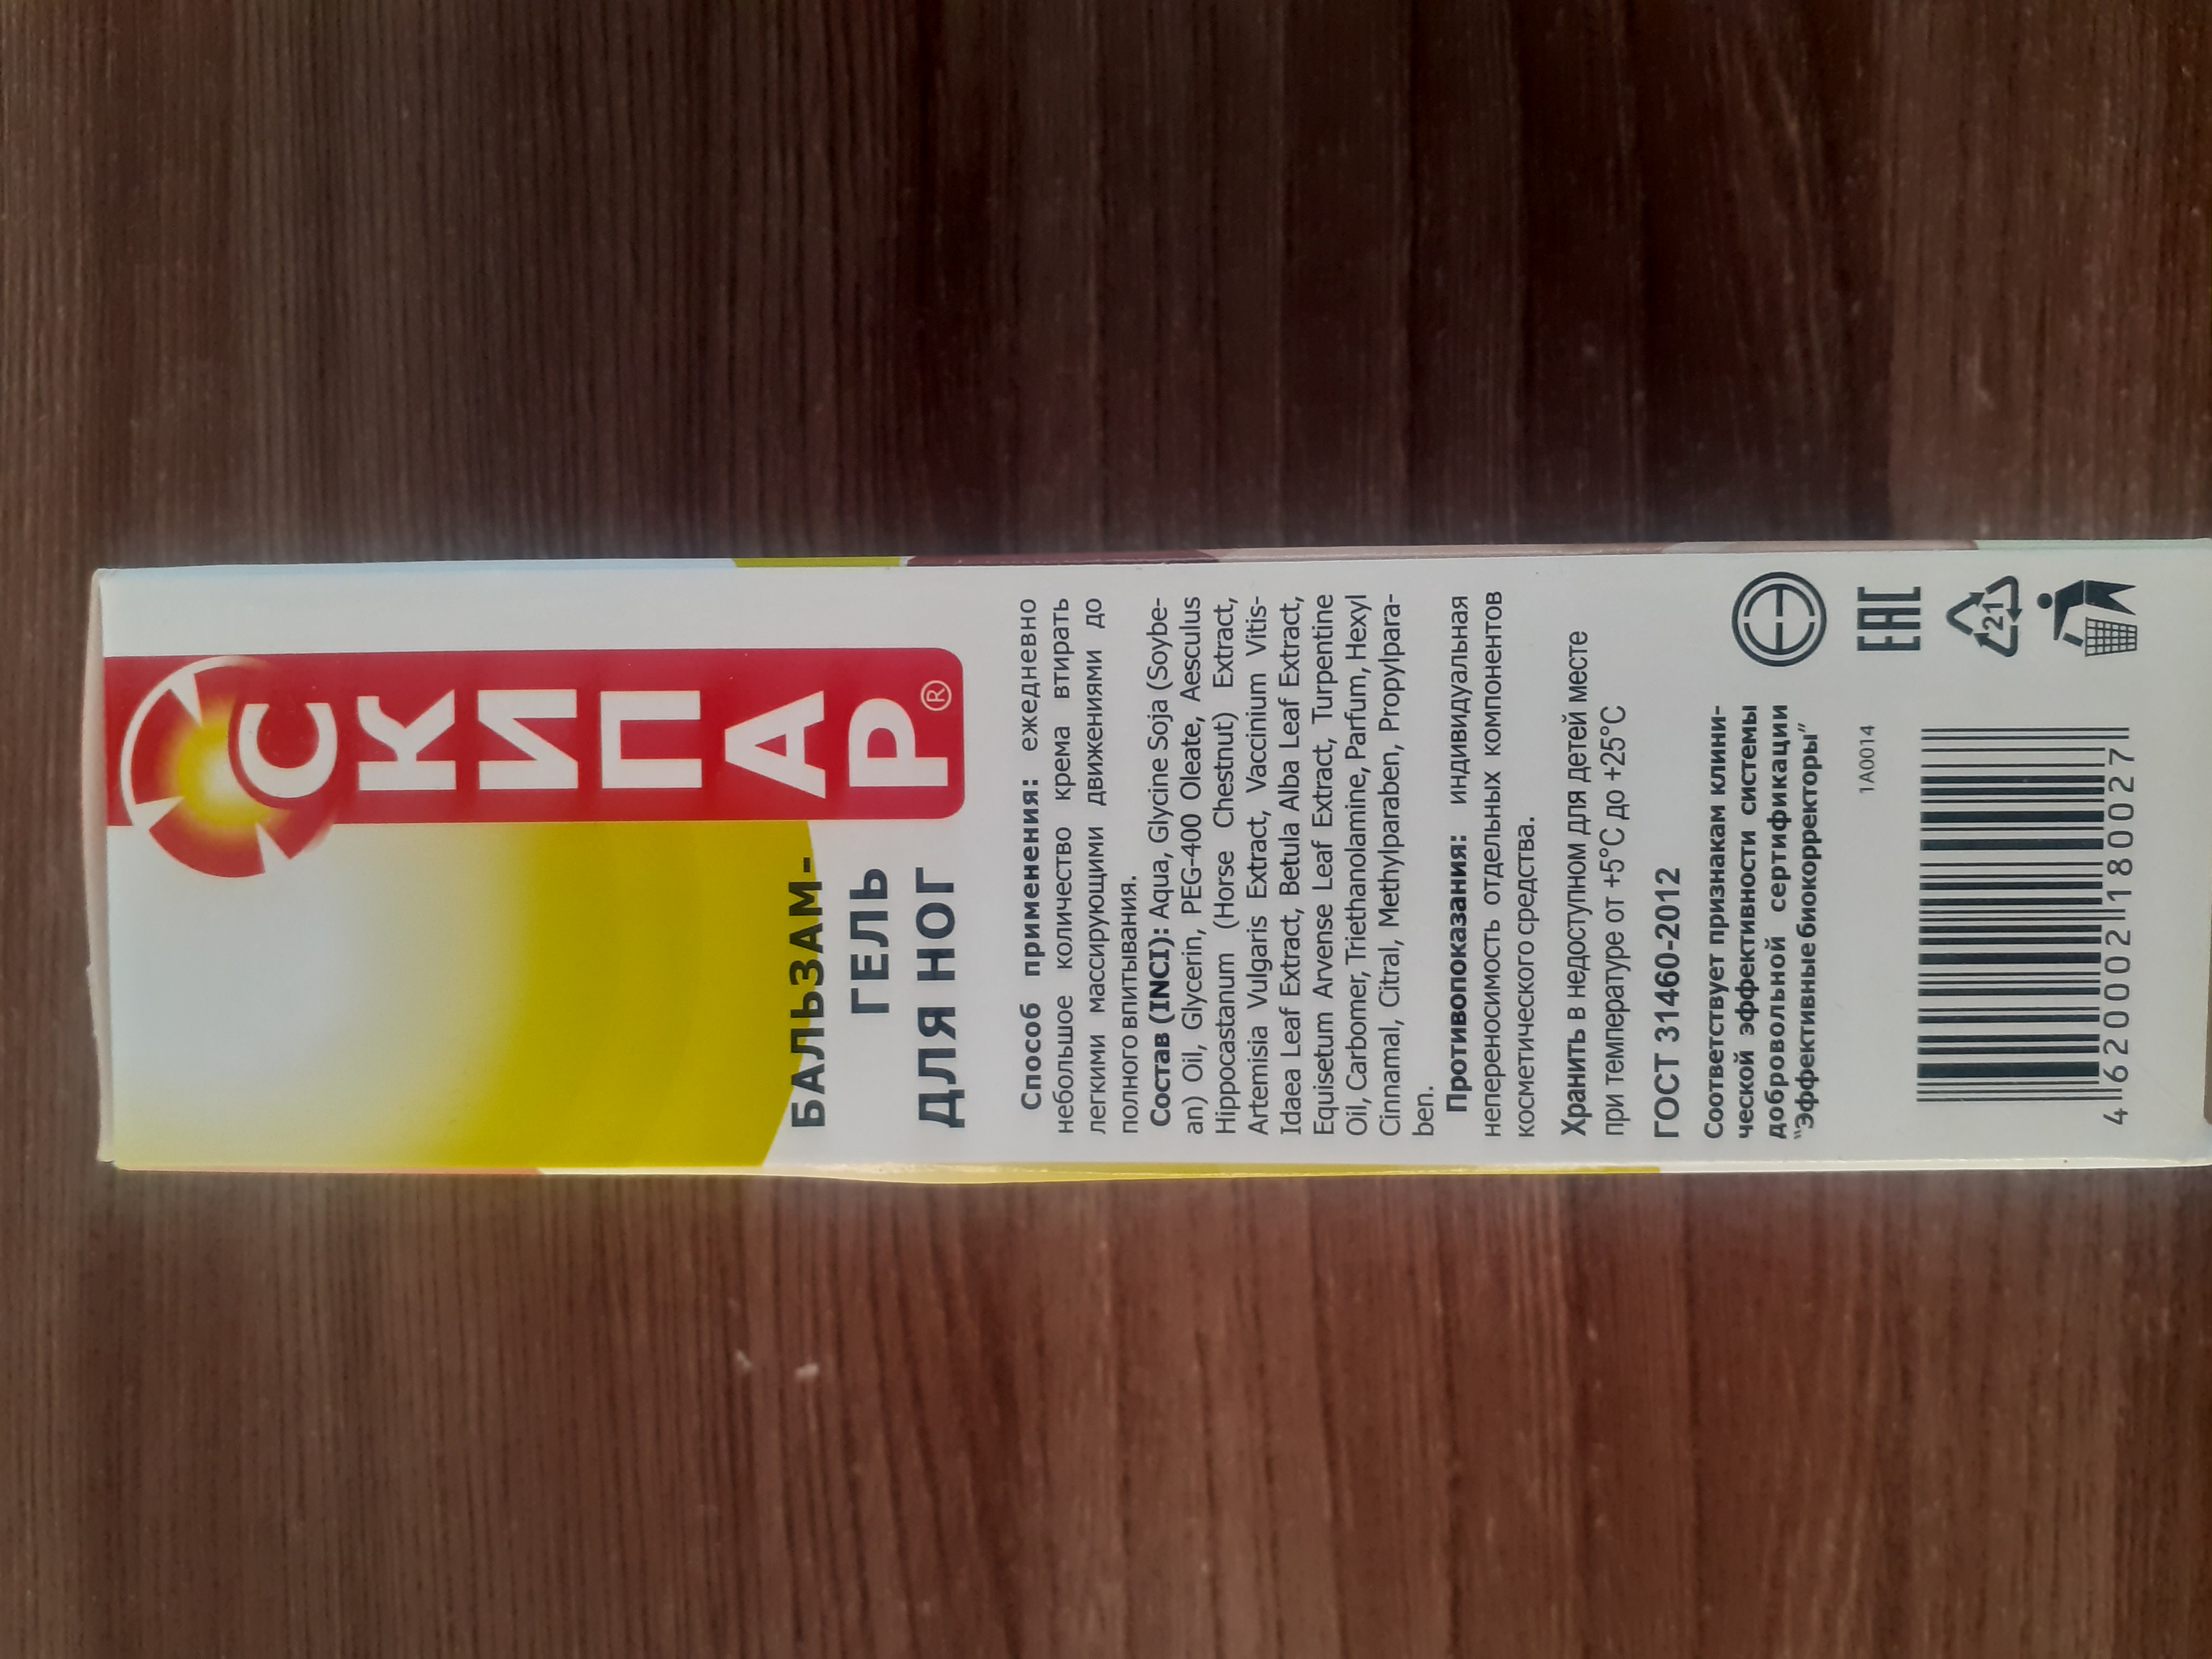 СКИПАР®
БАЛЬЗАМ-
ГЕЛЬ
ДЛЯ НОГ
Способ применения: ежедневно
небольшое количество крема втирать
легкими массирующими движениями до
полного впитывания.
Состав (INCI): Aqua, Glycine Soja (Soybe-
an) Oil, Glycerin, PEG-400 Oleate, Aesculus
Hippocastanum (Horse Chestnut) Extract,
Artemisia Vulgaris Extract, Vaccinium Vitis-
Idaea Leaf Extract, Betula Alba Leaf Extract,
Equisetum Arvense Leaf Extract, Turpentine
Oil, Carbomer, Triethanolamine, Parfum, Hexyl
Cinnamal, Citral, Methylparaben, Propylpara-
ben.
Противопоказания: индивидуальная
непереносимость отдельных компонентов
косметического средства.
Хранить в недоступном для детей месте
при температуре от +5°С до +25°С
ГОСТ 31460-2012
Соответствует признакам клини-
ческой эффективности системы
добровольной сертификации
"Эффективные биокорректоры"
1A0014
EAC
21
4 620002 180027